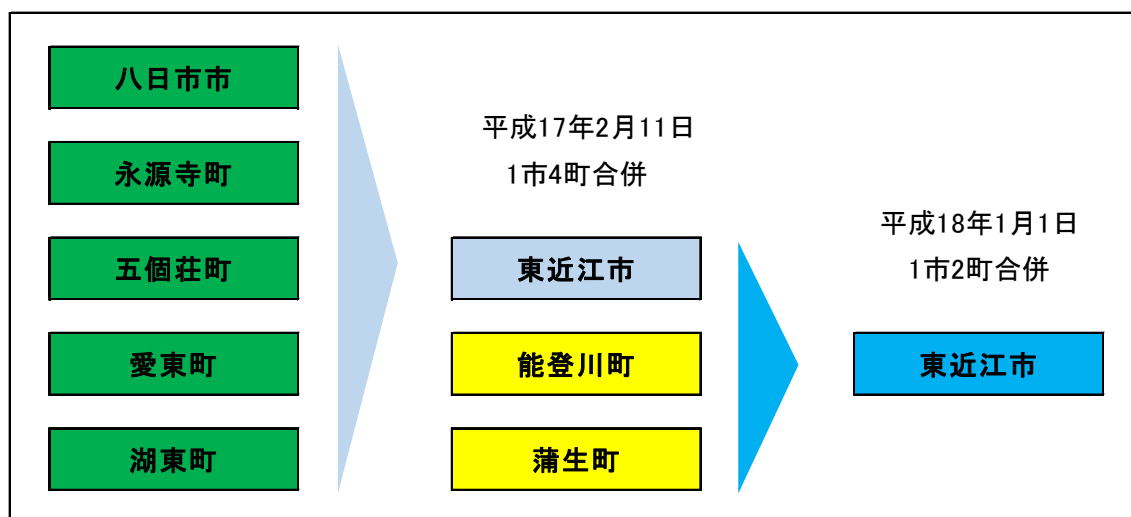 八日市市
永源寺町
五個荘町
愛東町
湖東町
平成17年2月11日
1市4町合併
東近江市
能登川町
蒲生町
平成18年1月1日
1市2町合併
東近江市